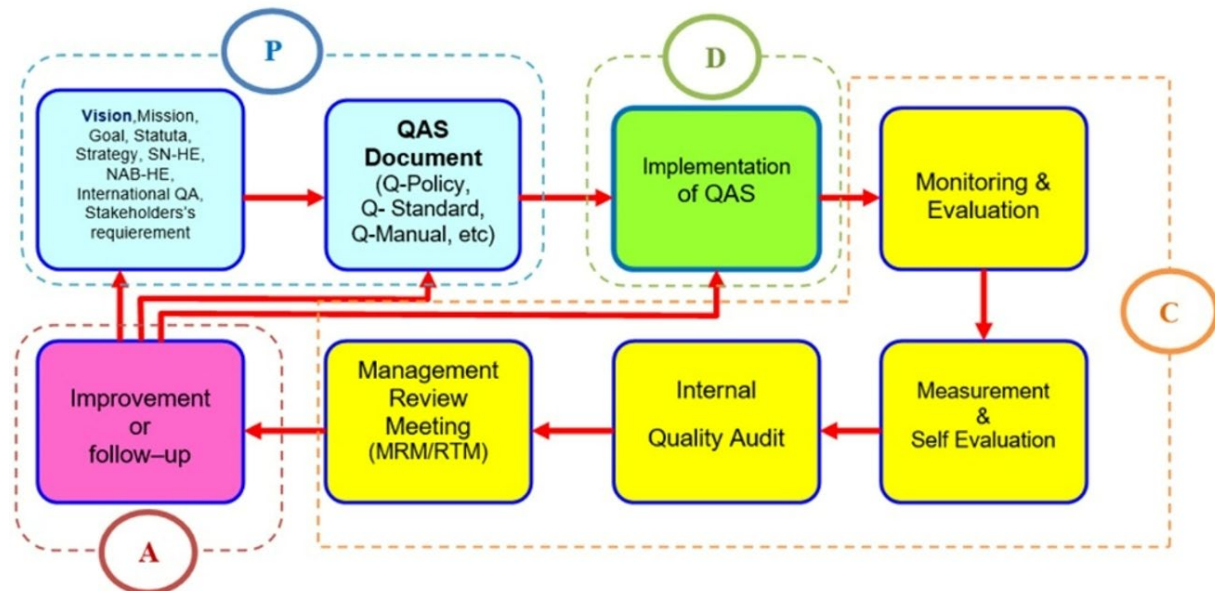 P
D
Vision,Mission,
Goal, Statuta,
Strategy, SN-HE,
NAB-HE,
International QA,
Stakeholders's
requierement
QAS
Document
(Q-Policy,
Q- Standard,
Q-Manual, etc)
Implementation
of QAS
Monitoring &
Evaluation
C
Improvement
or
follow–up
Management
Review
Meeting
(MRM/RTM)
Internal
Quality Audit
Measurement
&
Self Evaluation
A